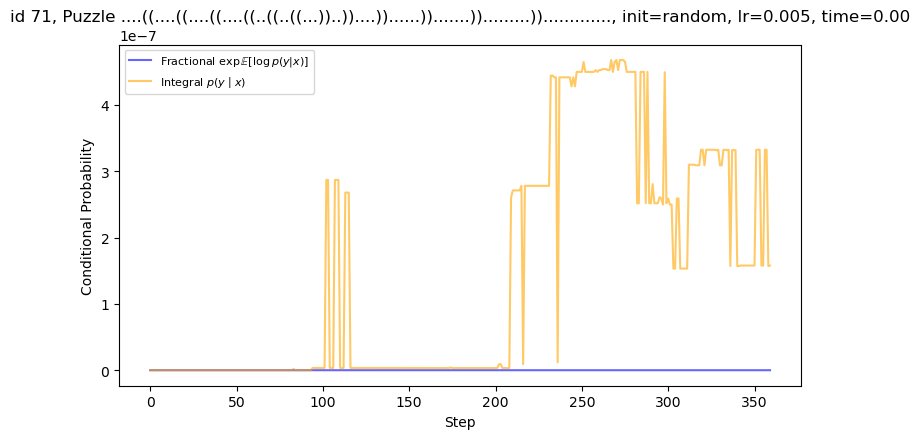 id 71, Puzzle ....((....((....((....((..((..((...))..))....))......)).......)).........))............., init=random, lr=0.005, time=0.00
1e−7
Fractional exp𝔼[log p(y|x)]
Integral p(y | x)
4
3
2
1
0
Conditional Probability
0 50 100 150 200 250 300 350
Step